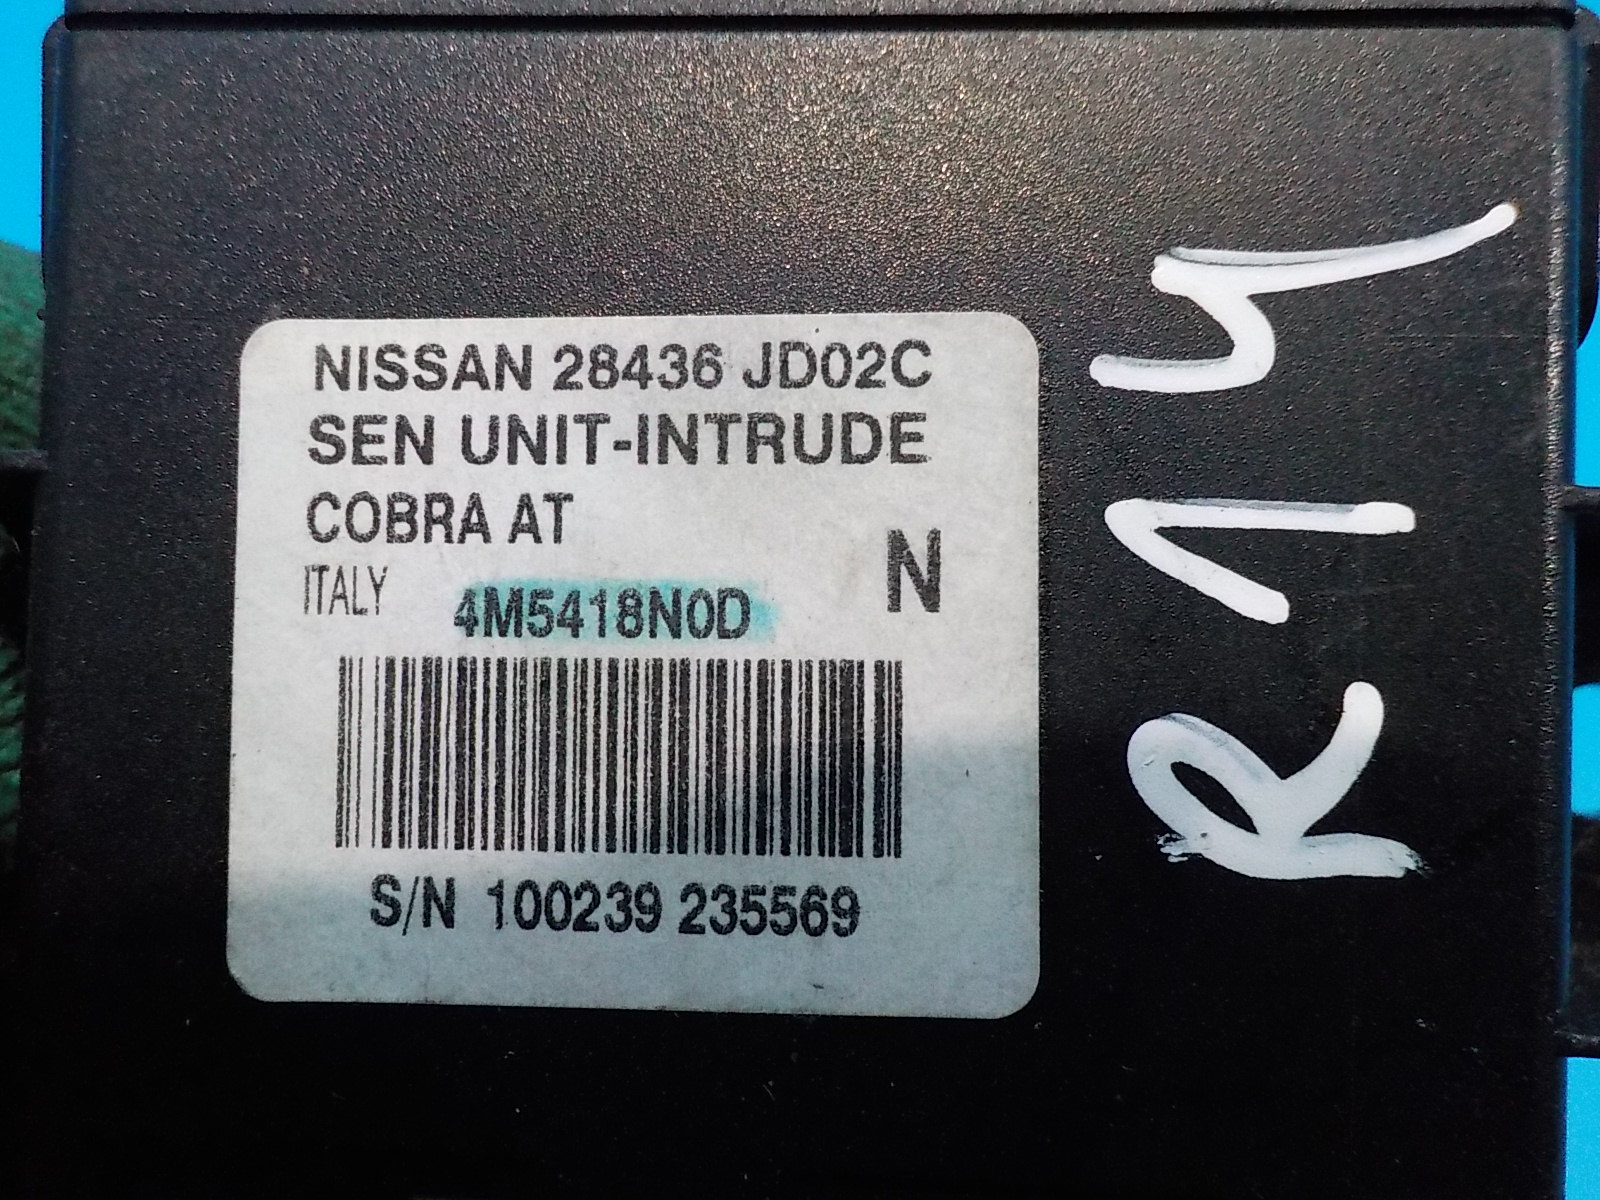 NISSAN 28436 JD02C
SEN UNIT-INTRUDE
COBRA AT
N
ITALY 4M5418N0D
S/N 100239 235569
R14